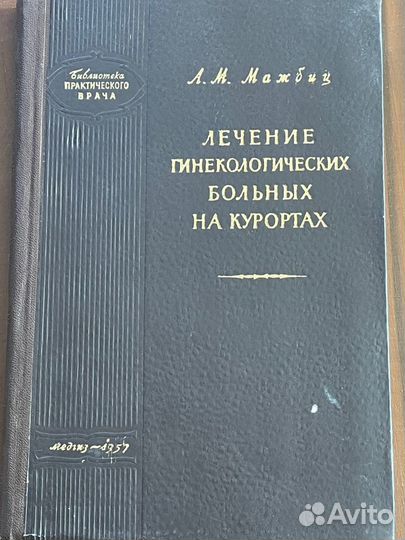 Библиотека
ПРАКТИЧЕСКОГО
ВРАЧА
Л. М. Мажбиц
ЛЕЧЕНИЕ
ГИНЕКОЛОГИЧЕСКИХ
БОЛЬНЫХ
НА КУРОРТАХ
медгиз — 1957
Avito